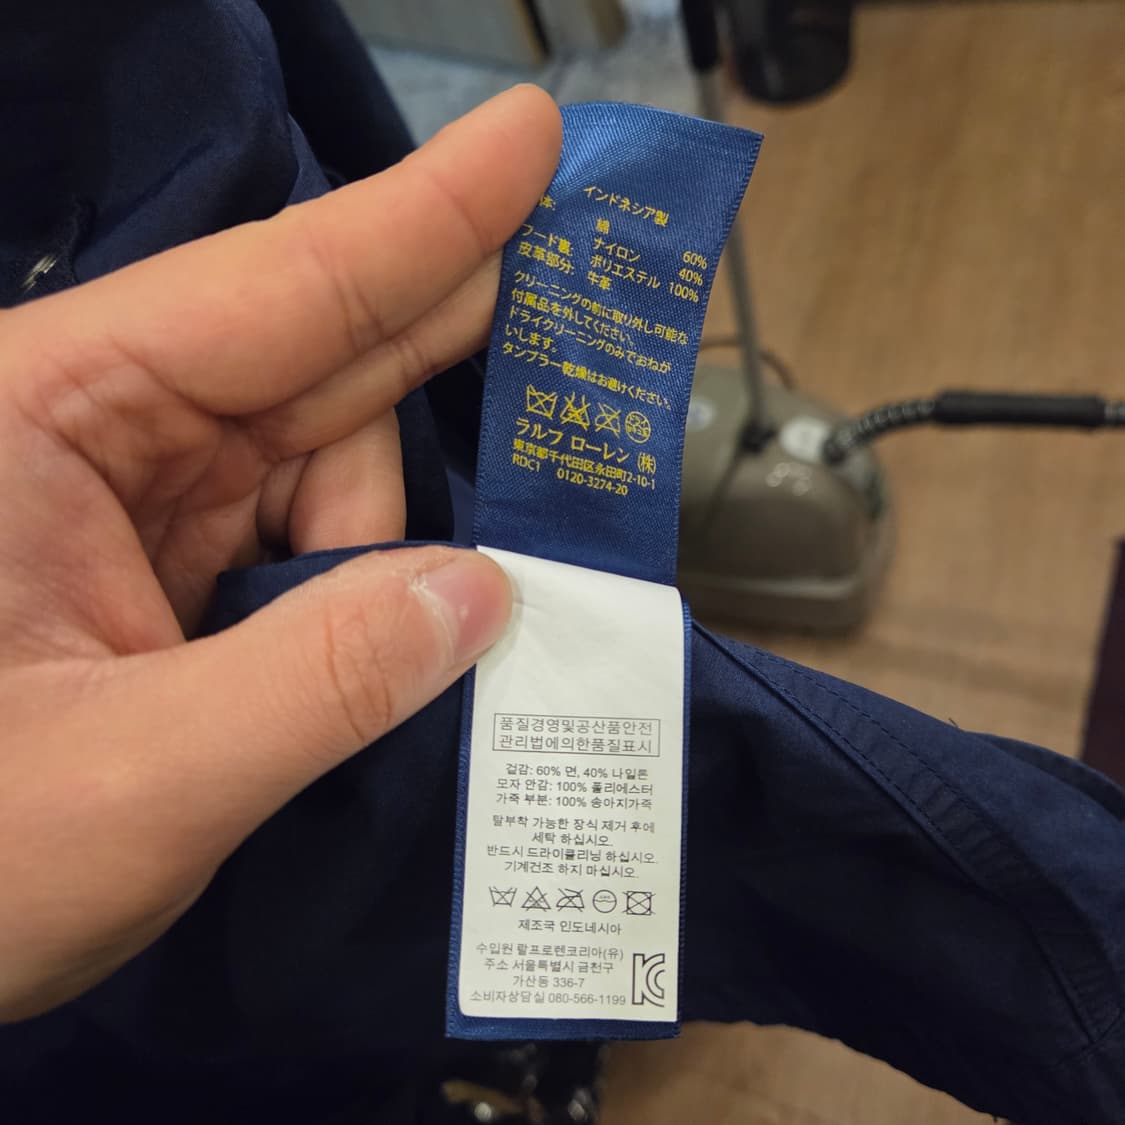 インドネシア製
体:
綿 60%
ナイロン 40%
フード裏: ポリエステル 100%
皮革部分: 牛革
クリーニングの前に取り外し可能な
付属品を外してください。
ドライクリーニングのみでおねが
いします。
タンブラー乾燥はお避けください。
ラルフ ローレン (株)
東京都千代田区永田町2-10-1
RDC1 0120-3274-20
품질경영및공산품안전
관리법에의한품질표시
겉감: 60% 면, 40% 나일론
모자 안감: 100% 폴리에스터
가죽 부분: 100% 송아지가죽
탈부착 가능한 장식 제거 후에
세탁 하십시오.
반드시 드라이클리닝 하십시오.
기계건조 하지 마십시오.
제조국 인도네시아
수입원 랄프로렌코리아(유)
주소 서울특별시 금천구
가산동 336-7
소비자상담실 080-566-1199